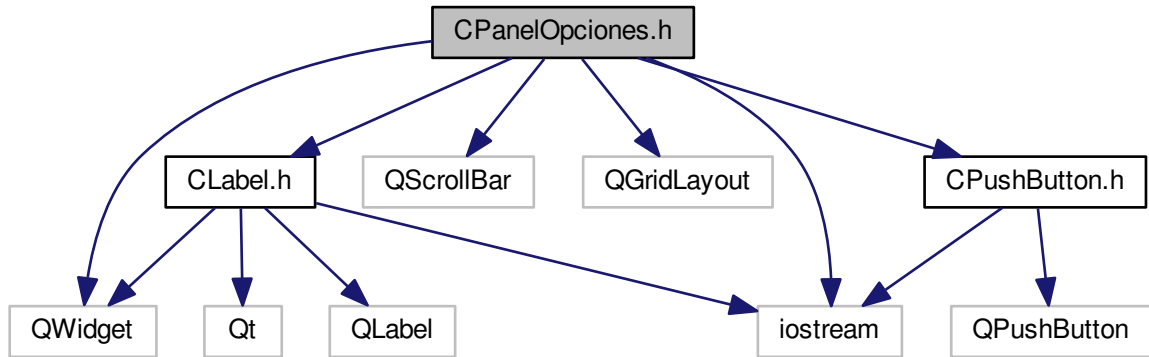 CPanelOpciones.h
CLabel.h
QScrollBar
QGridLayout
CPushButton.h
QWidget
Qt
QLabel
iostream
QPushButton